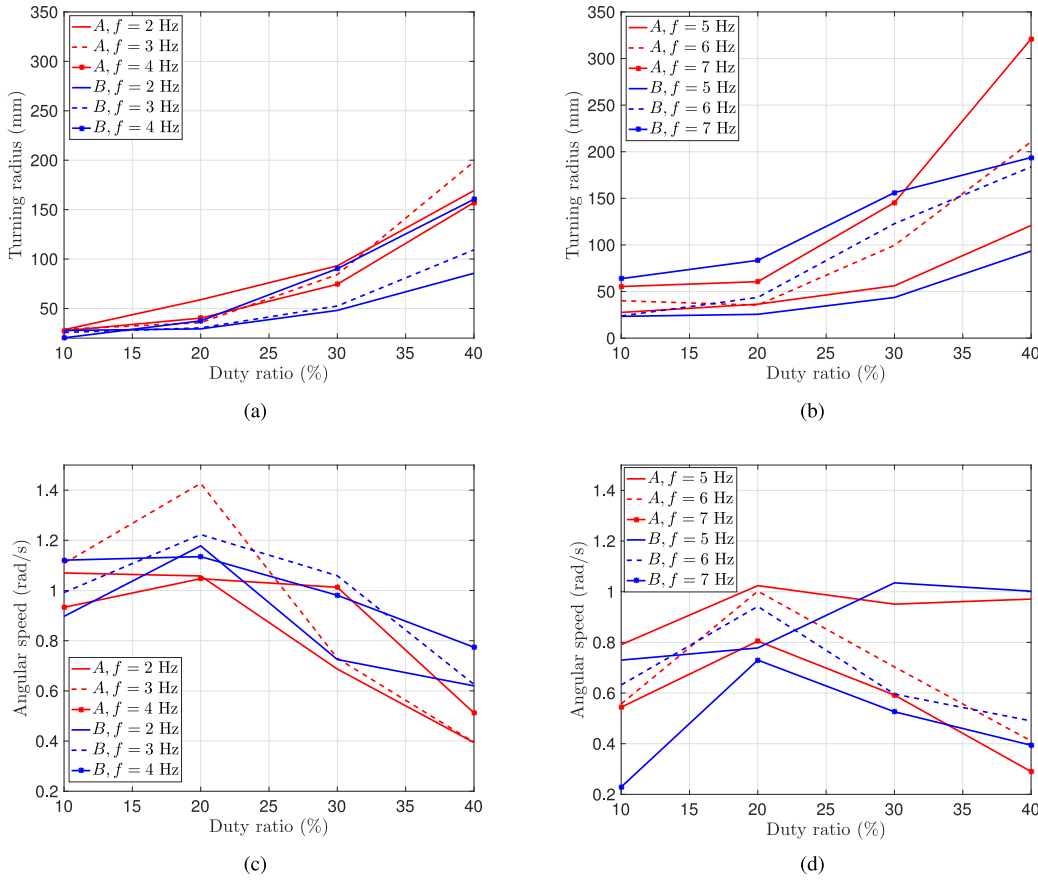 350
300
250
200
150
100
50
Turning radius (mm)
A, f = 2 Hz
A, f = 3 Hz
A, f = 4 Hz
B, f = 2 Hz
B, f = 3 Hz
B, f = 4 Hz
10 15 20 25 30 35 40
Duty ratio (%)
(a)
350
300
250
200
150
100
50
0
Turning radius (mm)
A, f = 5 Hz
A, f = 6 Hz
A, f = 7 Hz
B, f = 5 Hz
B, f = 6 Hz
B, f = 7 Hz
10 15 20 25 30 35 40
Duty ratio (%)
(b)
1.4
1.2
1
0.8
0.6
0.4
0.2
Angular speed (rad/s)
A, f = 2 Hz
A, f = 3 Hz
A, f = 4 Hz
B, f = 2 Hz
B, f = 3 Hz
B, f = 4 Hz
10 15 20 25 30 35 40
Duty ratio (%)
(c)
1.4
1.2
1
0.8
0.6
0.4
0.2
Angular speed (rad/s)
A, f = 5 Hz
A, f = 6 Hz
A, f = 7 Hz
B, f = 5 Hz
B, f = 6 Hz
B, f = 7 Hz
10 15 20 25 30 35 40
Duty ratio (%)
(d)